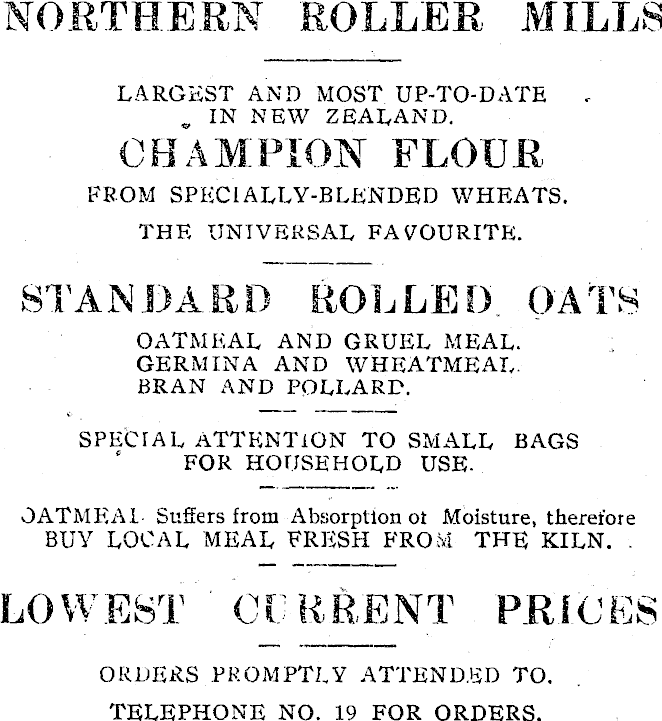 NORTHERN ROLLER MILLS
LARGEST AND MOST UP-TO-DATE
IN NEW ZEALAND.
CHAMPION FLOUR
FROM SPECIALLY-BLENDED WHEATS.
THE UNIVERSAL FAVOURITE.
STANDARD ROLLED OATS
OATMEAL AND GRUEL MEAL.
GERMINA AND WHEATMEAL.
BRAN AND POLLARD.
SPECIAL ATTENTION TO SMALL BAGS
FOR HOUSEHOLD USE.
OATMEAL Suffers from Absorption of Moisture, therefore
BUY LOCAL MEAL FRESH FROM THE KILN.
LOWEST CURRENT PRICES
ORDERS PROMPTLY ATTENDED TO.
TELEPHONE NO. 19 FOR ORDERS.